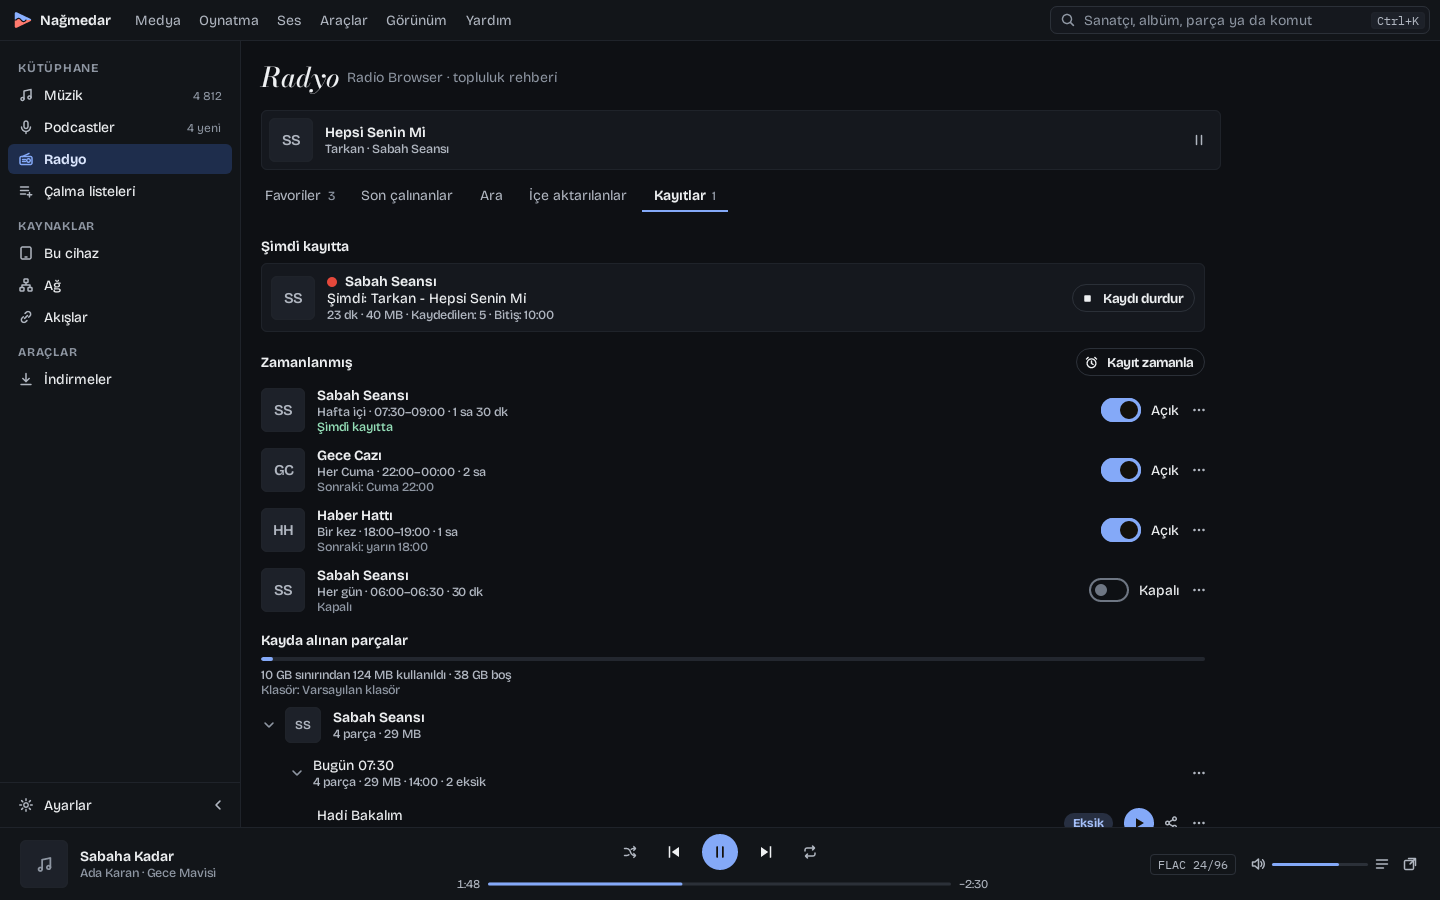 Nağmedar
Medya
Oynatma
Ses
Araçlar
Görünüm
Yardım
Sanatçı, albüm, parça ya da komut
Ctrl+K
KÜTÜPHANE
Müzik
4 812
Podcastler
4 yeni
Radyo
Çalma listeleri
KAYNAKLAR
Bu cihaz
Ağ
Akışlar
ARAÇLAR
İndirmeler
Ayarlar
Radyo
Radio Browser · topluluk rehberi
SS
Hepsi Senin Mi
Tarkan · Sabah Seansı
Favoriler 3
Son çalınanlar
Ara
İçe aktarılanlar
Kayıtlar 1
Şimdi kayıtta
SS
Sabah Seansı
Şimdi: Tarkan - Hepsi Senin Mi
23 dk · 40 MB · Kaydedilen: 5 · Bitiş: 10:00
Kaydı durdur
Zamanlanmış
Kayıt zamanla
SS
Sabah Seansı
Hafta içi · 07:30–09:00 · 1 sa 30 dk
Şimdi kayıtta
Açık
GC
Gece Cazı
Her Cuma · 22:00–00:00 · 2 sa
Sonraki: Cuma 22:00
Açık
HH
Haber Hattı
Bir kez · 18:00–19:00 · 1 sa
Sonraki: yarın 18:00
Açık
SS
Sabah Seansı
Her gün · 06:00–06:30 · 30 dk
Kapalı
Kapalı
Kayda alınan parçalar
10 GB sınırından 124 MB kullanıldı · 38 GB boş
Klasör: Varsayılan klasör
SS
Sabah Seansı
4 parça · 29 MB
Bugün 07:30
4 parça · 29 MB · 14:00 · 2 eksik
Hadi Bakalım
Eksik
Sabaha Kadar
Ada Karan · Gece Mavisi
1:48
−2:30
FLAC 24/96